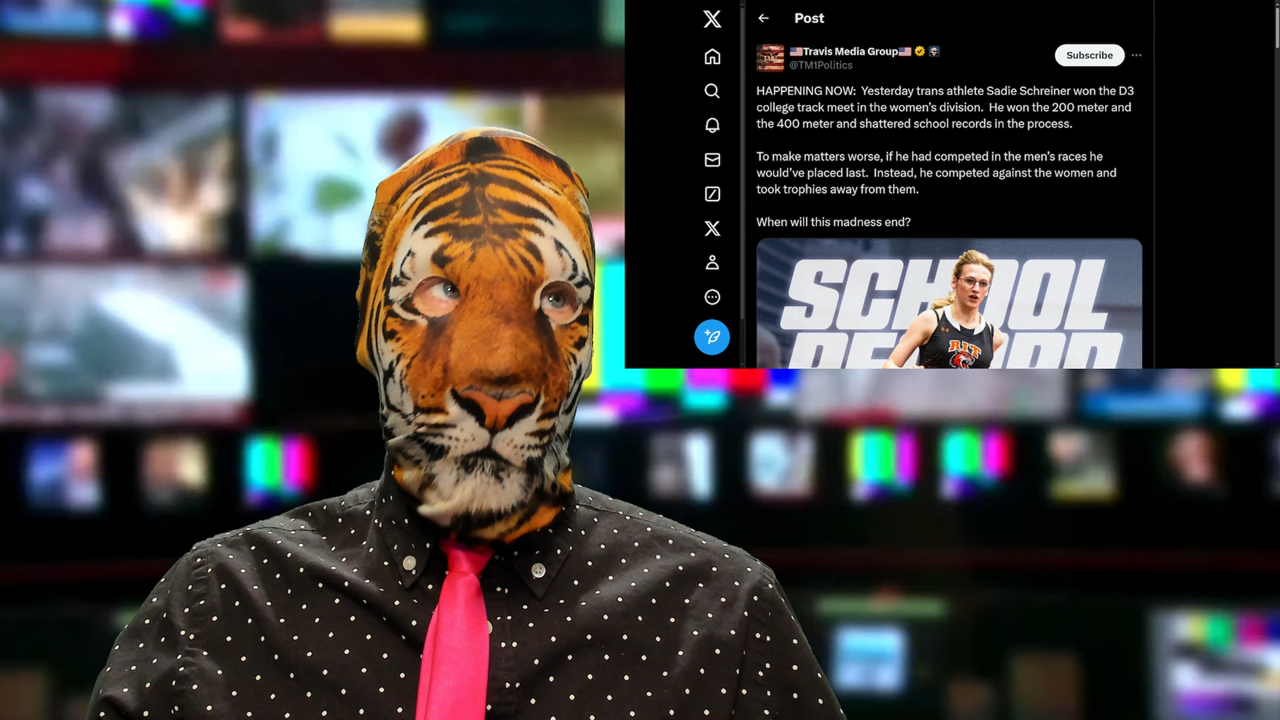 Post
Travis Media Group
@TM1Politics
Subscribe
HAPPENING NOW: Yesterday trans athlete Sadie Schreiner won the D3
college track meet in the women's division. He won the 200 meter and
the 400 meter and shattered school records in the process.
To make matters worse, if he had competed in the men's races he
would've placed last. Instead, he competed against the women and
took trophies away from them.
When will this madness end?
SCHOOL
RECORD
RIT